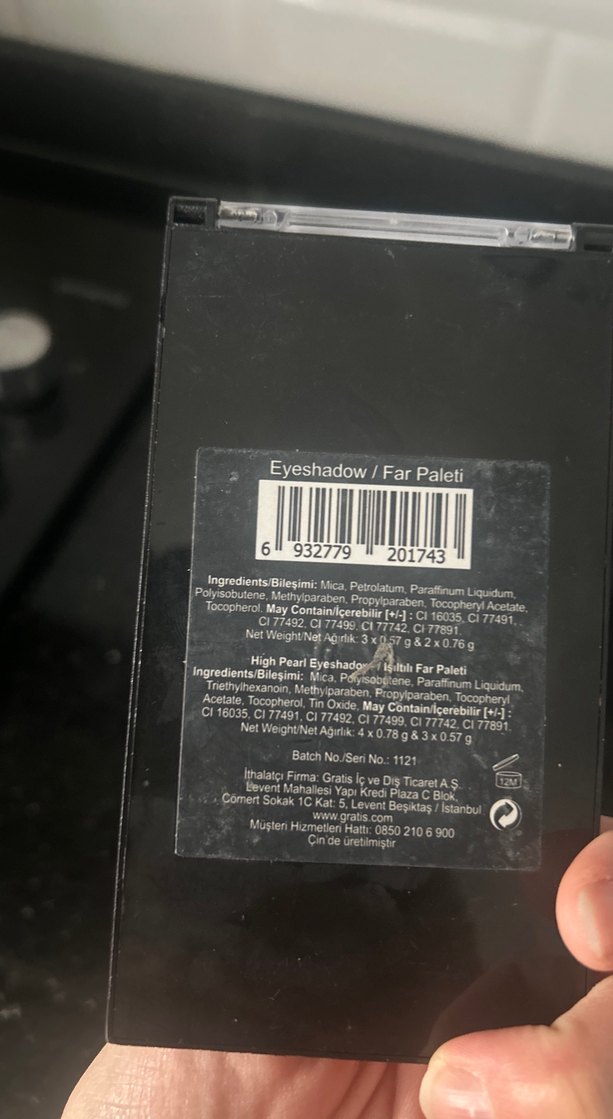 Eyeshadow / Far Paleti
6 932779 201743
Ingredients/Bileşimi: Mica, Petrolatum, Paraffinum Liquidum,
Polyisobutene, Methylparaben, Propylparaben, Tocopheryl Acetate,
Tocopherol. May Contain/İçerebilir [+/-] : CI 16035, CI 77491,
CI 77492, CI 77499, CI 77742, CI 77891.
Net Weight/Net Ağırlık: 3 x 0.57 g & 2 x 0.76 g
High Pearl Eyeshadow / Işıltılı Far Paleti
Ingredients/Bileşimi: Mica, Polyisobutene, Paraffinum Liquidum,
Triethylhexanoin, Methylparaben, Propylparaben, Tocopheryl
Acetate, Tocopherol, Tin Oxide. May Contain/İçerebilir [+/-] :
CI 16035, CI 77491, CI 77492, CI 77499, CI 77742, CI 77891.
Net Weight/Net Ağırlık: 4 x 0.78 g & 3 x 0.57 g
Batch No./Seri No.: 1121
12M
İthalatçı Firma: Gratis İç ve Dış Ticaret A.Ş.
Levent Mahallesi Yapı Kredi Plaza C Blok,
Cömert Sokak 1C Kat: 5, Levent Beşiktaş / İstanbul
www.gratis.com
Müşteri Hizmetleri Hattı: 0850 210 6 900
Çin'de üretilmiştir